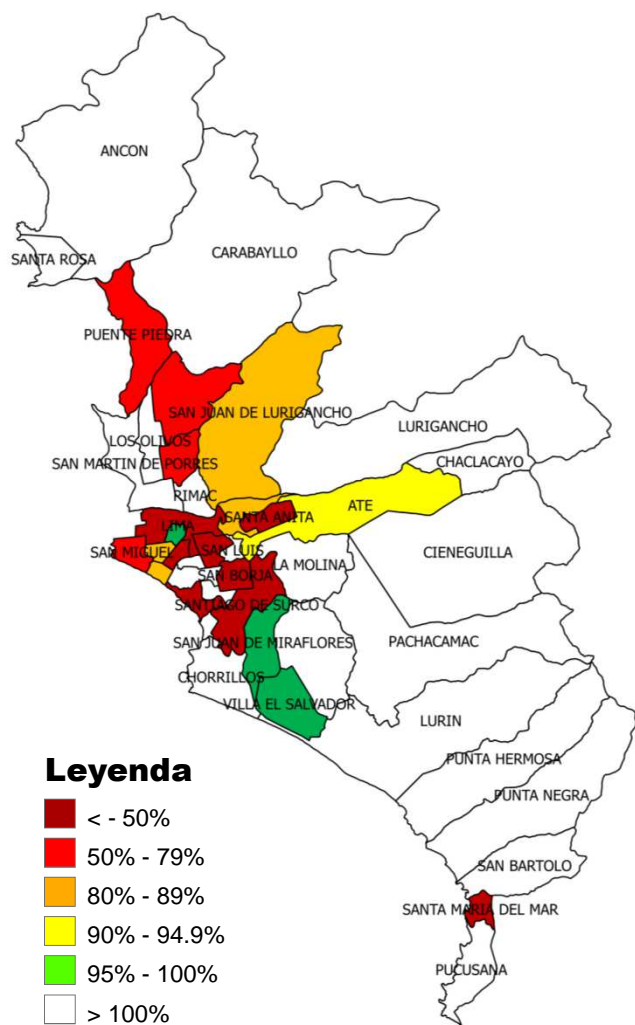 ANCON
SANTA ROSA
CARABAYLLO
PUENTE PIEDRA
SAN JUAN DE LURIGANCHO
LURIGANCHO
LOS OLIVOS
SAN MARTIN DE PORRES
CHACLACAYO
RIMAC
ATE
SANTA ANITA
LIMA
SAN MIGUEL
SAN LUIS
CIENEGUILLA
LA MOLINA
SAN BORJA
SANTIAGO DE SURCO
SAN JUAN DE MIRAFLORES
PACHACAMAC
CHORRILLOS
VILLA EL SALVADOR
LURIN
PUNTA HERMOSA
PUNTA NEGRA
SAN BARTOLO
SANTA MARIA DEL MAR
PUCUSANA
Leyenda
< - 50%
50% - 79%
80% - 89%
90% - 94.9%
95% - 100%
> 100%